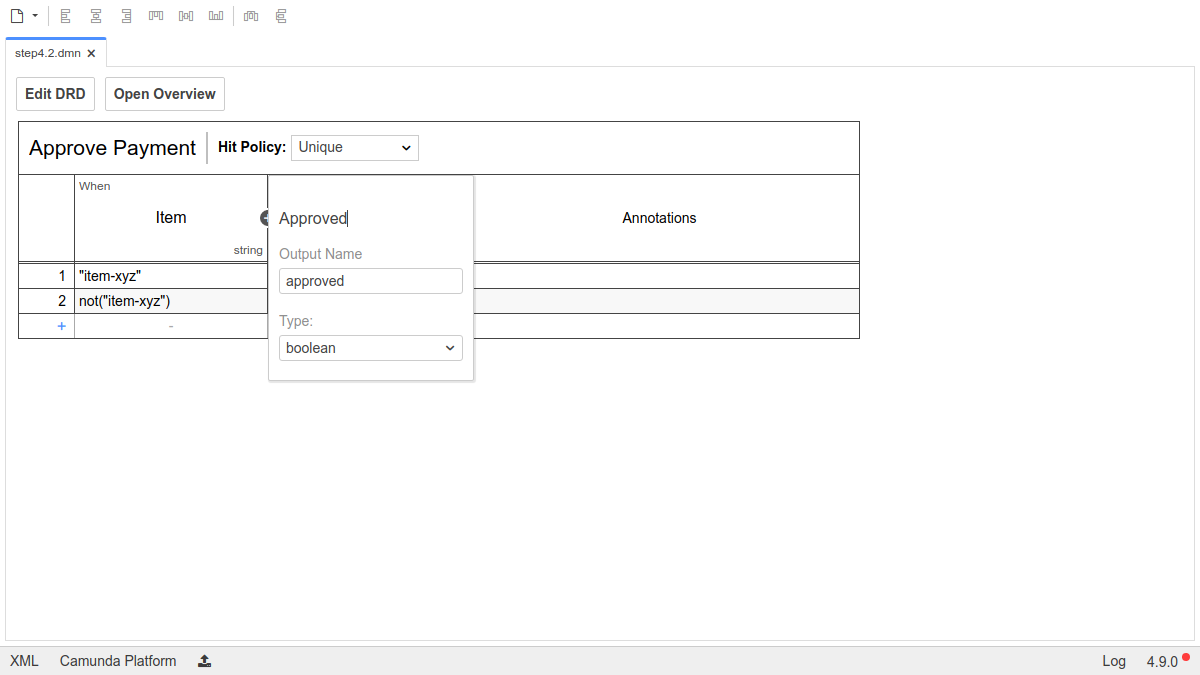 step4.2.dmn
Edit DRD
Open Overview
Approve Payment
Hit Policy: Unique
When
Item
string
Approved
Annotations
Output Name
approved
Type:
boolean
1 "item-xyz"
2 not("item-xyz")
+ -
XML Camunda Platform
Log 4.9.0